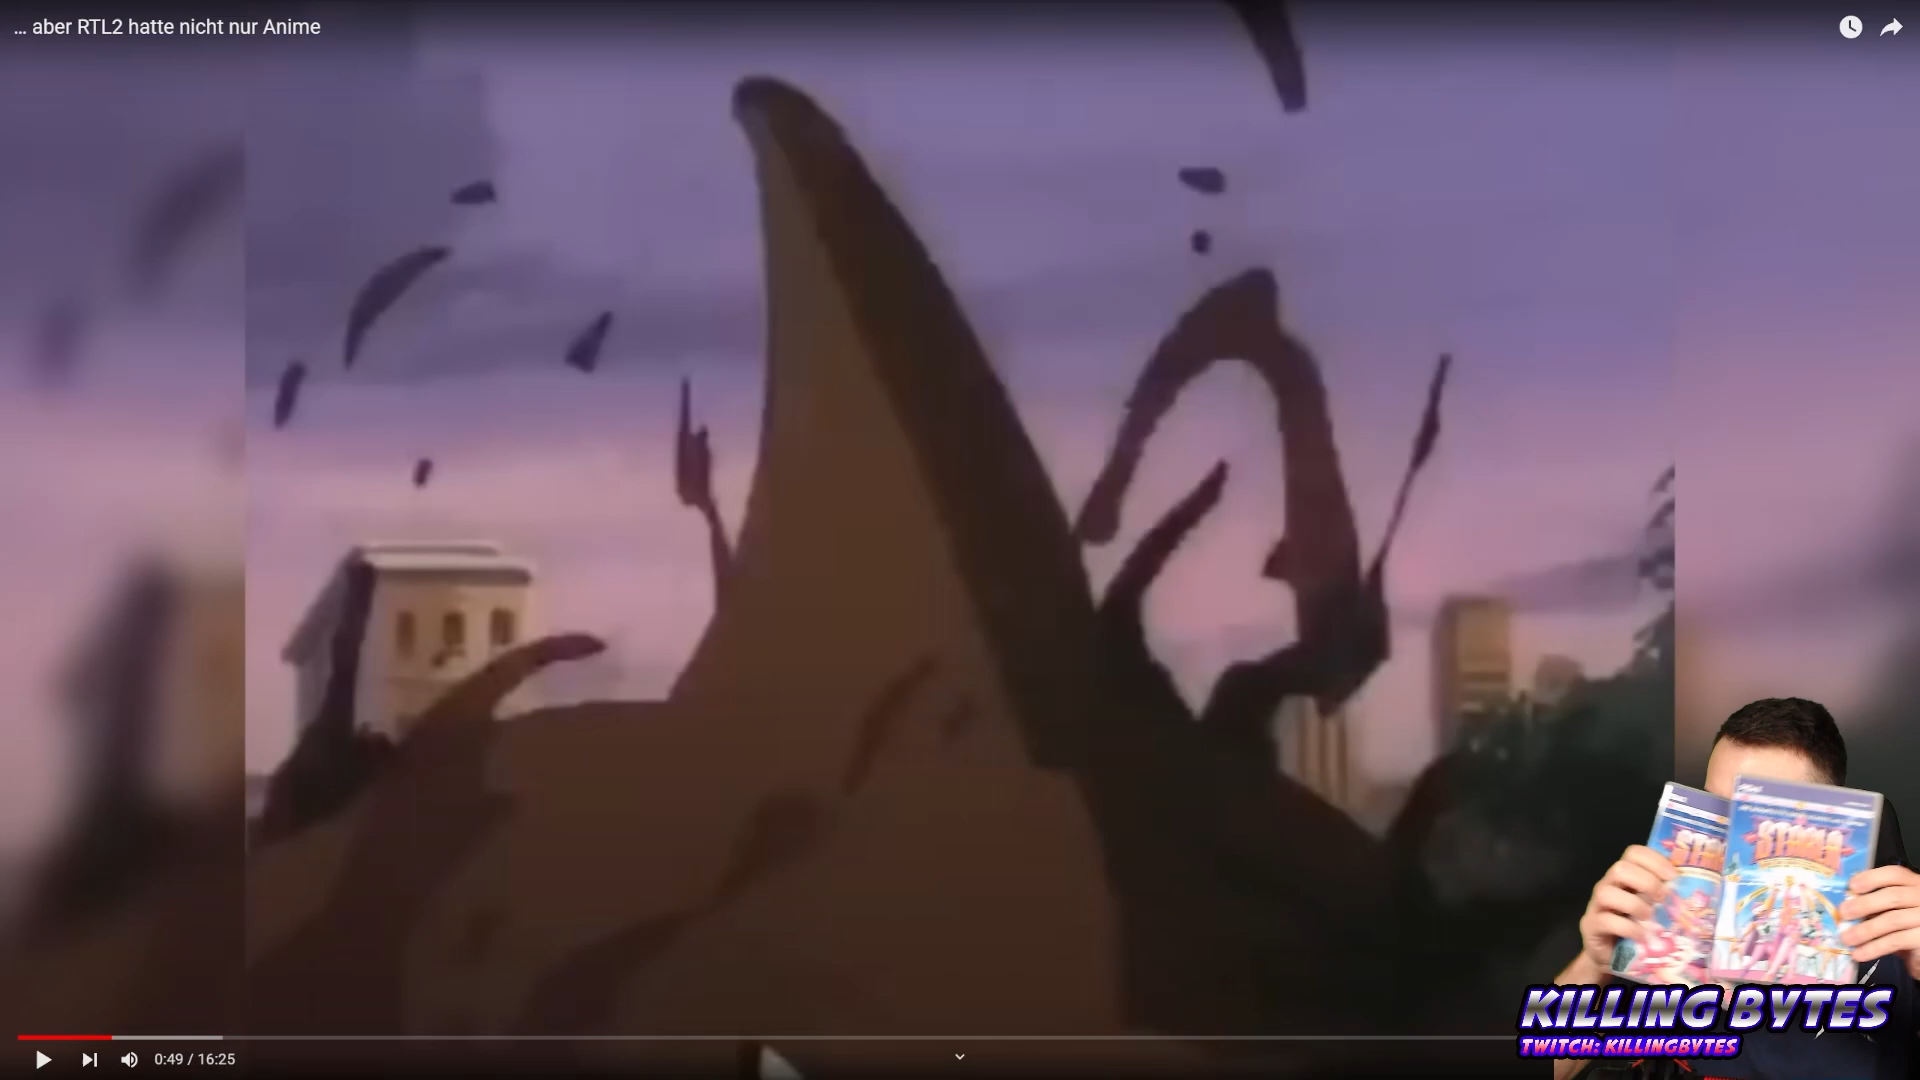 … aber RTL2 hatte nicht nur Anime
KILLING BYTES
TWITCH: KILLINGBYTES
0:49 / 16:25